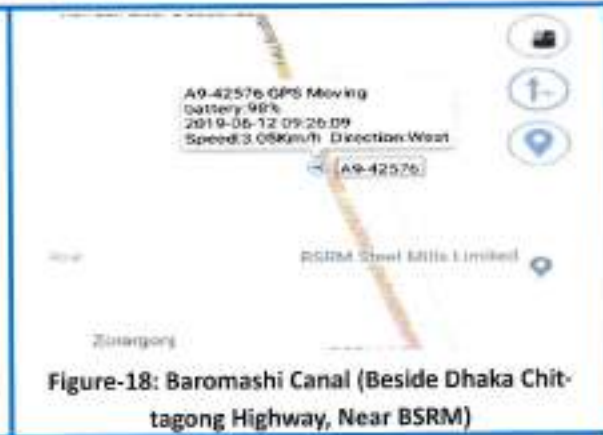 A9-42576 GPS Moving
battery:98%
2019-06-12 09:26:09
Speed:3.05Km/h Direction:West
A9-42576
BSRM Steel Mills Limited
Zorargonj
Figure-18: Baromashi Canal (Beside Dhaka Chit-
tagong Highway, Near BSRM)